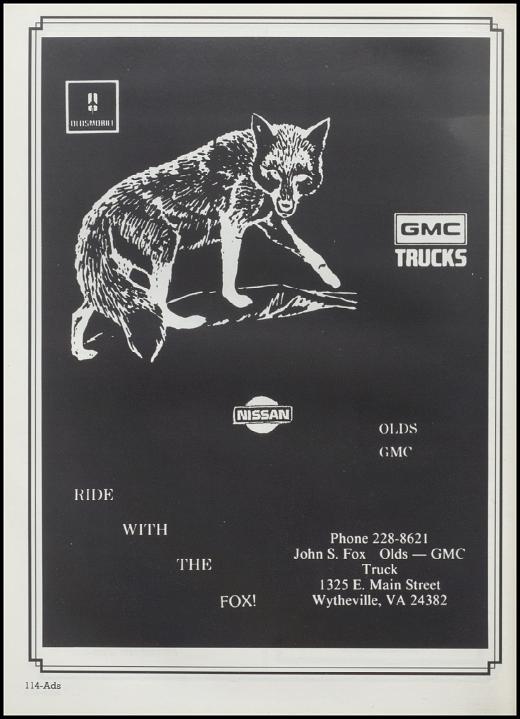 OLDSMOBILE
GMC
TRUCKS
NISSAN
OLDS
GMC
RIDE
WITH
THE
FOX!
Phone 228-8621
John S. Fox Olds — GMC
Truck
1325 E. Main Street
Wytheville, VA 24382
114-Ads